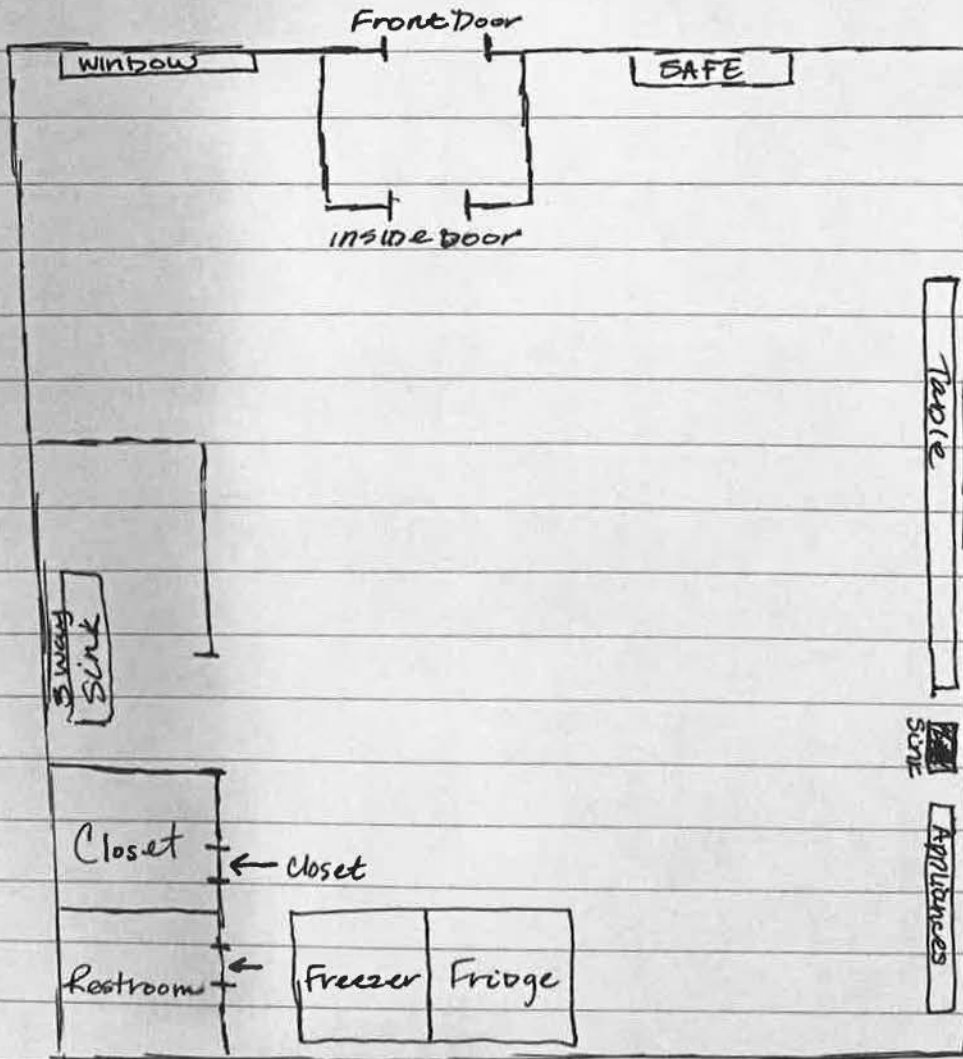 Front Door
WINDOW
SAFE
inside Door
Table
3 way
Sink
Sink
Closet
← Closet
Appliances
Restroom
←
Freezer
Fridge